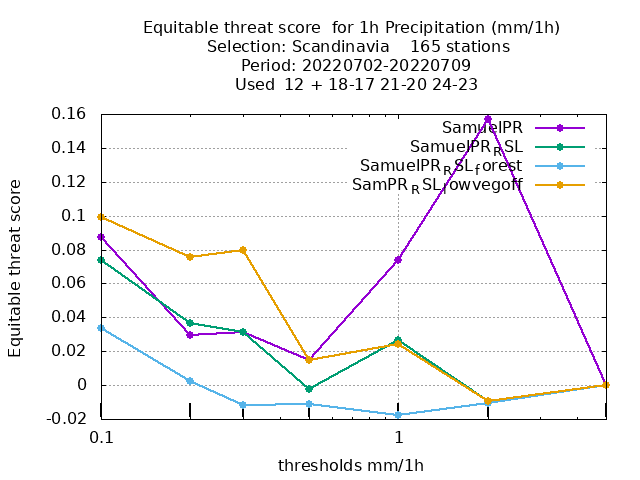 Equitable threat score  for 1h Precipitation (mm/1h)
Selection: Scandinavia    165 stations
Period: 20220702-20220709
Used  12 + 18-17 21-20 24-23
SamuelPR
SamuelPR_RSL
SamuelPR_RSL_forest
SamPR_RSL_lowvegoff
Equitable threat score
0.16
0.14
0.12
0.1
0.08
0.06
0.04
0.02
0
-0.02
0.1
1
thresholds mm/1h